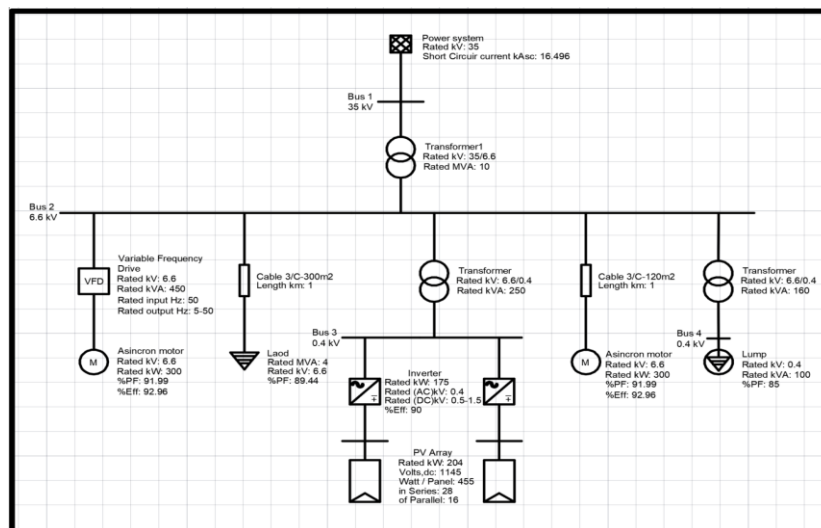 Power system
Rated kV: 35
Short Circuir current kAsc: 16.496
Bus 1
35 kV
Transformer1
Rated kV: 35/6.6
Rated MVA: 10
Bus 2
6.6 kV
Variable Frequency
Drive
Rated kV: 6.6
Rated kVA: 450
Rated input Hz: 50
Rated output Hz: 5-50
VFD
Cable 3/C-300m2
Length km: 1
Transformer
Rated kV: 6.6/0.4
Rated kVA: 250
Cable 3/C-120m2
Length km: 1
Transformer
Rated kV: 6.6/0.4
Rated kVA: 160
Bus 3
0.4 kV
Bus 4
0.4 kV
M
Asincron motor
Rated kV: 6.6
Rated kW: 300
%PF: 91.99
%Eff: 92.96
Laod
Rated MVA: 4
Rated kV: 6.6
%PF: 89.44
Inverter
Rated kW: 175
Rated (AC)kV: 0.4
Rated (DC)kV: 0.5-1.5
%Eff: 90
M
Asincron motor
Rated kV: 6.6
Rated kW: 300
%PF: 91.99
%Eff: 92.96
Lump
Rated kV: 0.4
Rated kVA: 100
%PF: 85
PV Array
Rated kW: 204
Volts,dc: 1145
Watt / Panel: 455
in Series: 28
of Parallel: 16